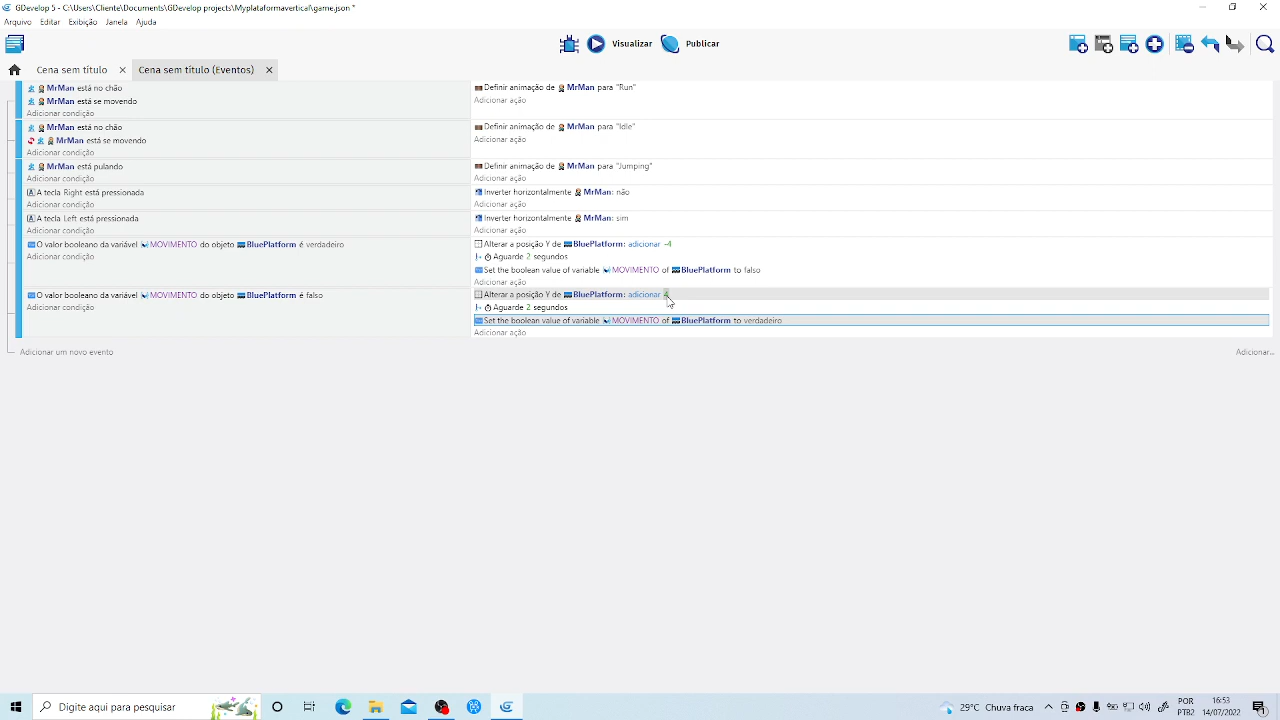 GDevelop 5 - C:\Users\Cliente\Documents\GDevelop projects\Myplataformavertical\game.json *
Arquivo Editar Exibição Janela Ajuda
Visualizar Publicar
Cena sem título Cena sem título (Eventos)
MrMan está no chão
MrMan está se movendo
Adicionar condição
Definir animação de MrMan para "Run"
Adicionar ação
MrMan está no chão
MrMan está se movendo
Adicionar condição
Definir animação de MrMan para "Idle"
Adicionar ação
MrMan está pulando
Adicionar condição
Definir animação de MrMan para "Jumping"
Adicionar ação
A tecla Right está pressionada
Adicionar condição
Inverter horizontalmente MrMan: não
Adicionar ação
A tecla Left está pressionada
Adicionar condição
Inverter horizontalmente MrMan: sim
Adicionar ação
O valor booleano da variável MOVIMENTO do objeto BluePlatform é verdadeiro
Adicionar condição
Alterar a posição Y de BluePlatform: adicionar -4
Aguarde 2 segundos
Set the boolean value of variable MOVIMENTO of BluePlatform to falso
Adicionar ação
O valor booleano da variável MOVIMENTO do objeto BluePlatform é falso
Adicionar condição
Alterar a posição Y de BluePlatform: adicionar 4
Aguarde 2 segundos
Set the boolean value of variable MOVIMENTO of BluePlatform to verdadeiro
Adicionar ação
Adicionar um novo evento
Adicionar...
Digite aqui para pesquisar
29°C Chuva fraca
POR
PTB2
16:53
14/07/2022